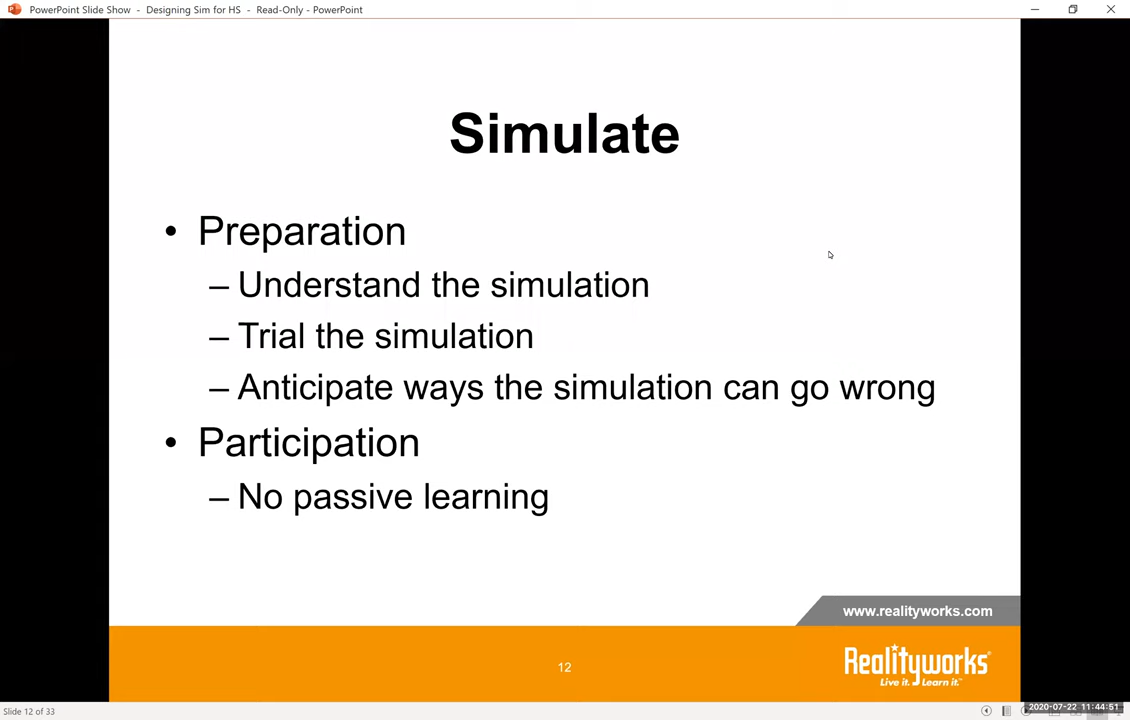 PowerPoint Slide Show - Designing Sim for HS - Read-Only - PowerPoint
Simulate
• Preparation
– Understand the simulation
– Trial the simulation
– Anticipate ways the simulation can go wrong
• Participation
– No passive learning
www.realityworks.com
12
Realityworks®
Live it. Learn it.™
Slide 12 of 33
2020-07-22 11:44:51